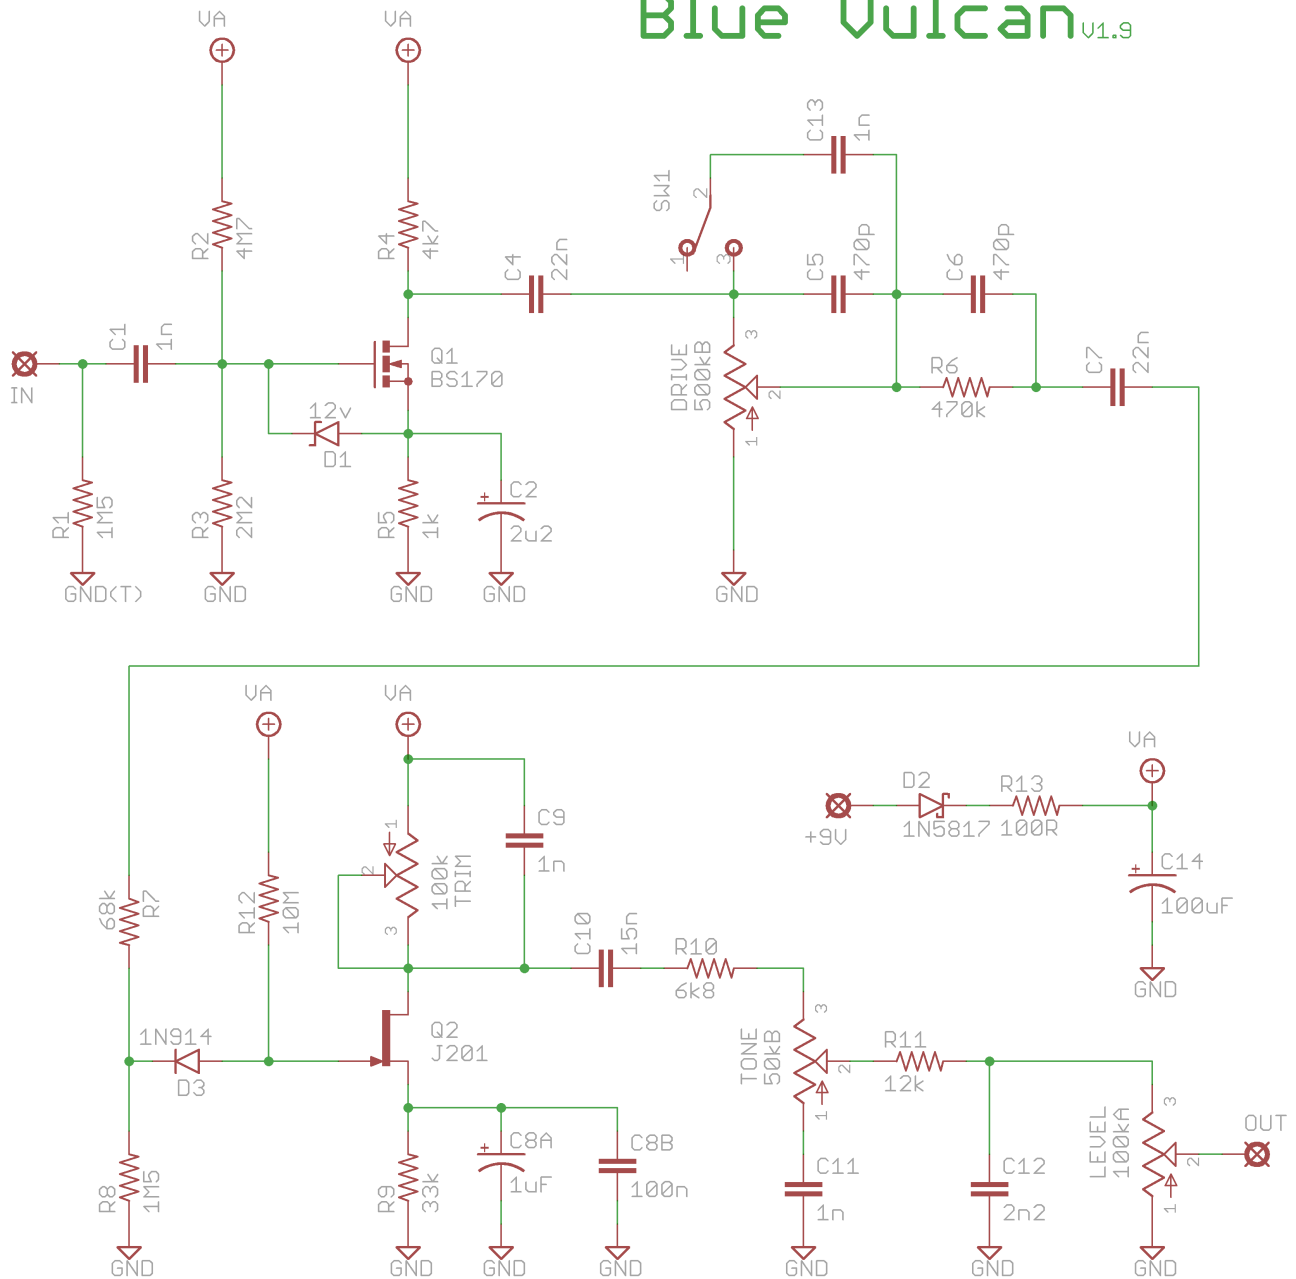 Blue Vulcan V1.9
VA
VA
C13
1n
SW1
2
1
3
R2
4M7
R4
4k7
C4
22n
C5
470p
C6
470p
C1
1n
IN
Q1
BS170
12v
D1
DRIVE
500kB
3
2
1
R6
470k
C7
22n
R1
1M5
R3
2M2
R5
1k
C2
2u2
GND(T)
GND
GND
GND
GND
VA
VA
VA
D2
1N5817
R13
100R
+9V
C14
100uF
GND
C9
1n
1
2
3
100k
TRIM
68k
R7
R12
10M
C10
15n
R10
6k8
1N914
D3
Q2
J201
TONE
50kB
3
2
1
R11
12k
LEVEL
100kA
3
2
1
OUT
R8
1M5
R9
33k
C8A
1uF
C8B
100n
C11
1n
C12
2n2
GND
GND
GND
GND
GND
GND
GND